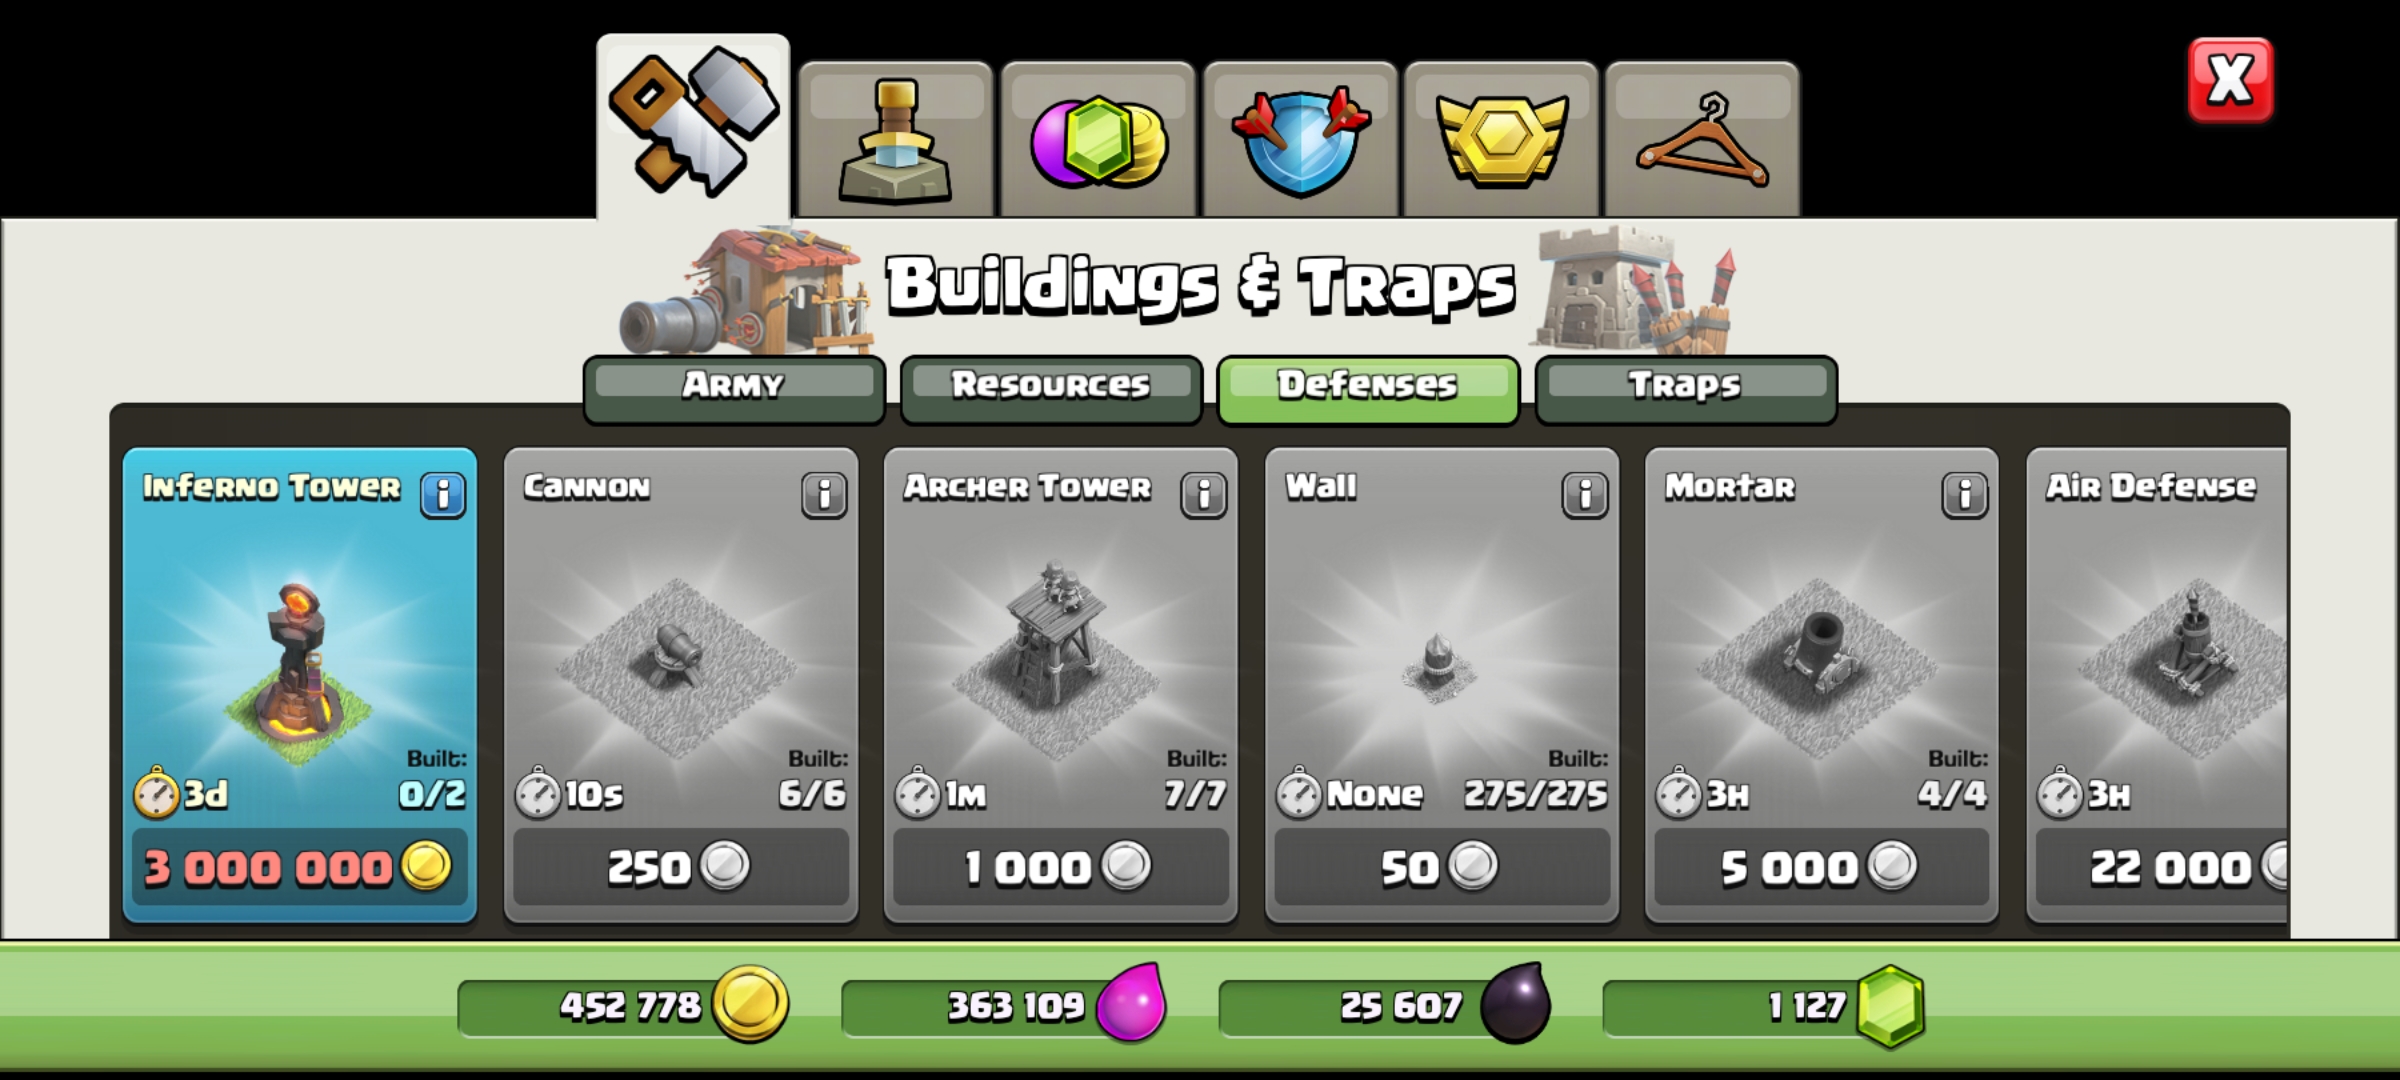 X
Buildings & Traps
Army
Resources
Defenses
Traps
Inferno Tower
i
Built:
3d
0/2
3 000 000
Cannon
i
Built:
10s
6/6
250
Archer Tower
i
Built:
1m
7/7
1 000
Wall
i
Built:
None
275/275
50
Mortar
i
Built:
3h
4/4
5 000
Air Defense
3h
22 000
452 778
363 109
25 607
1 127